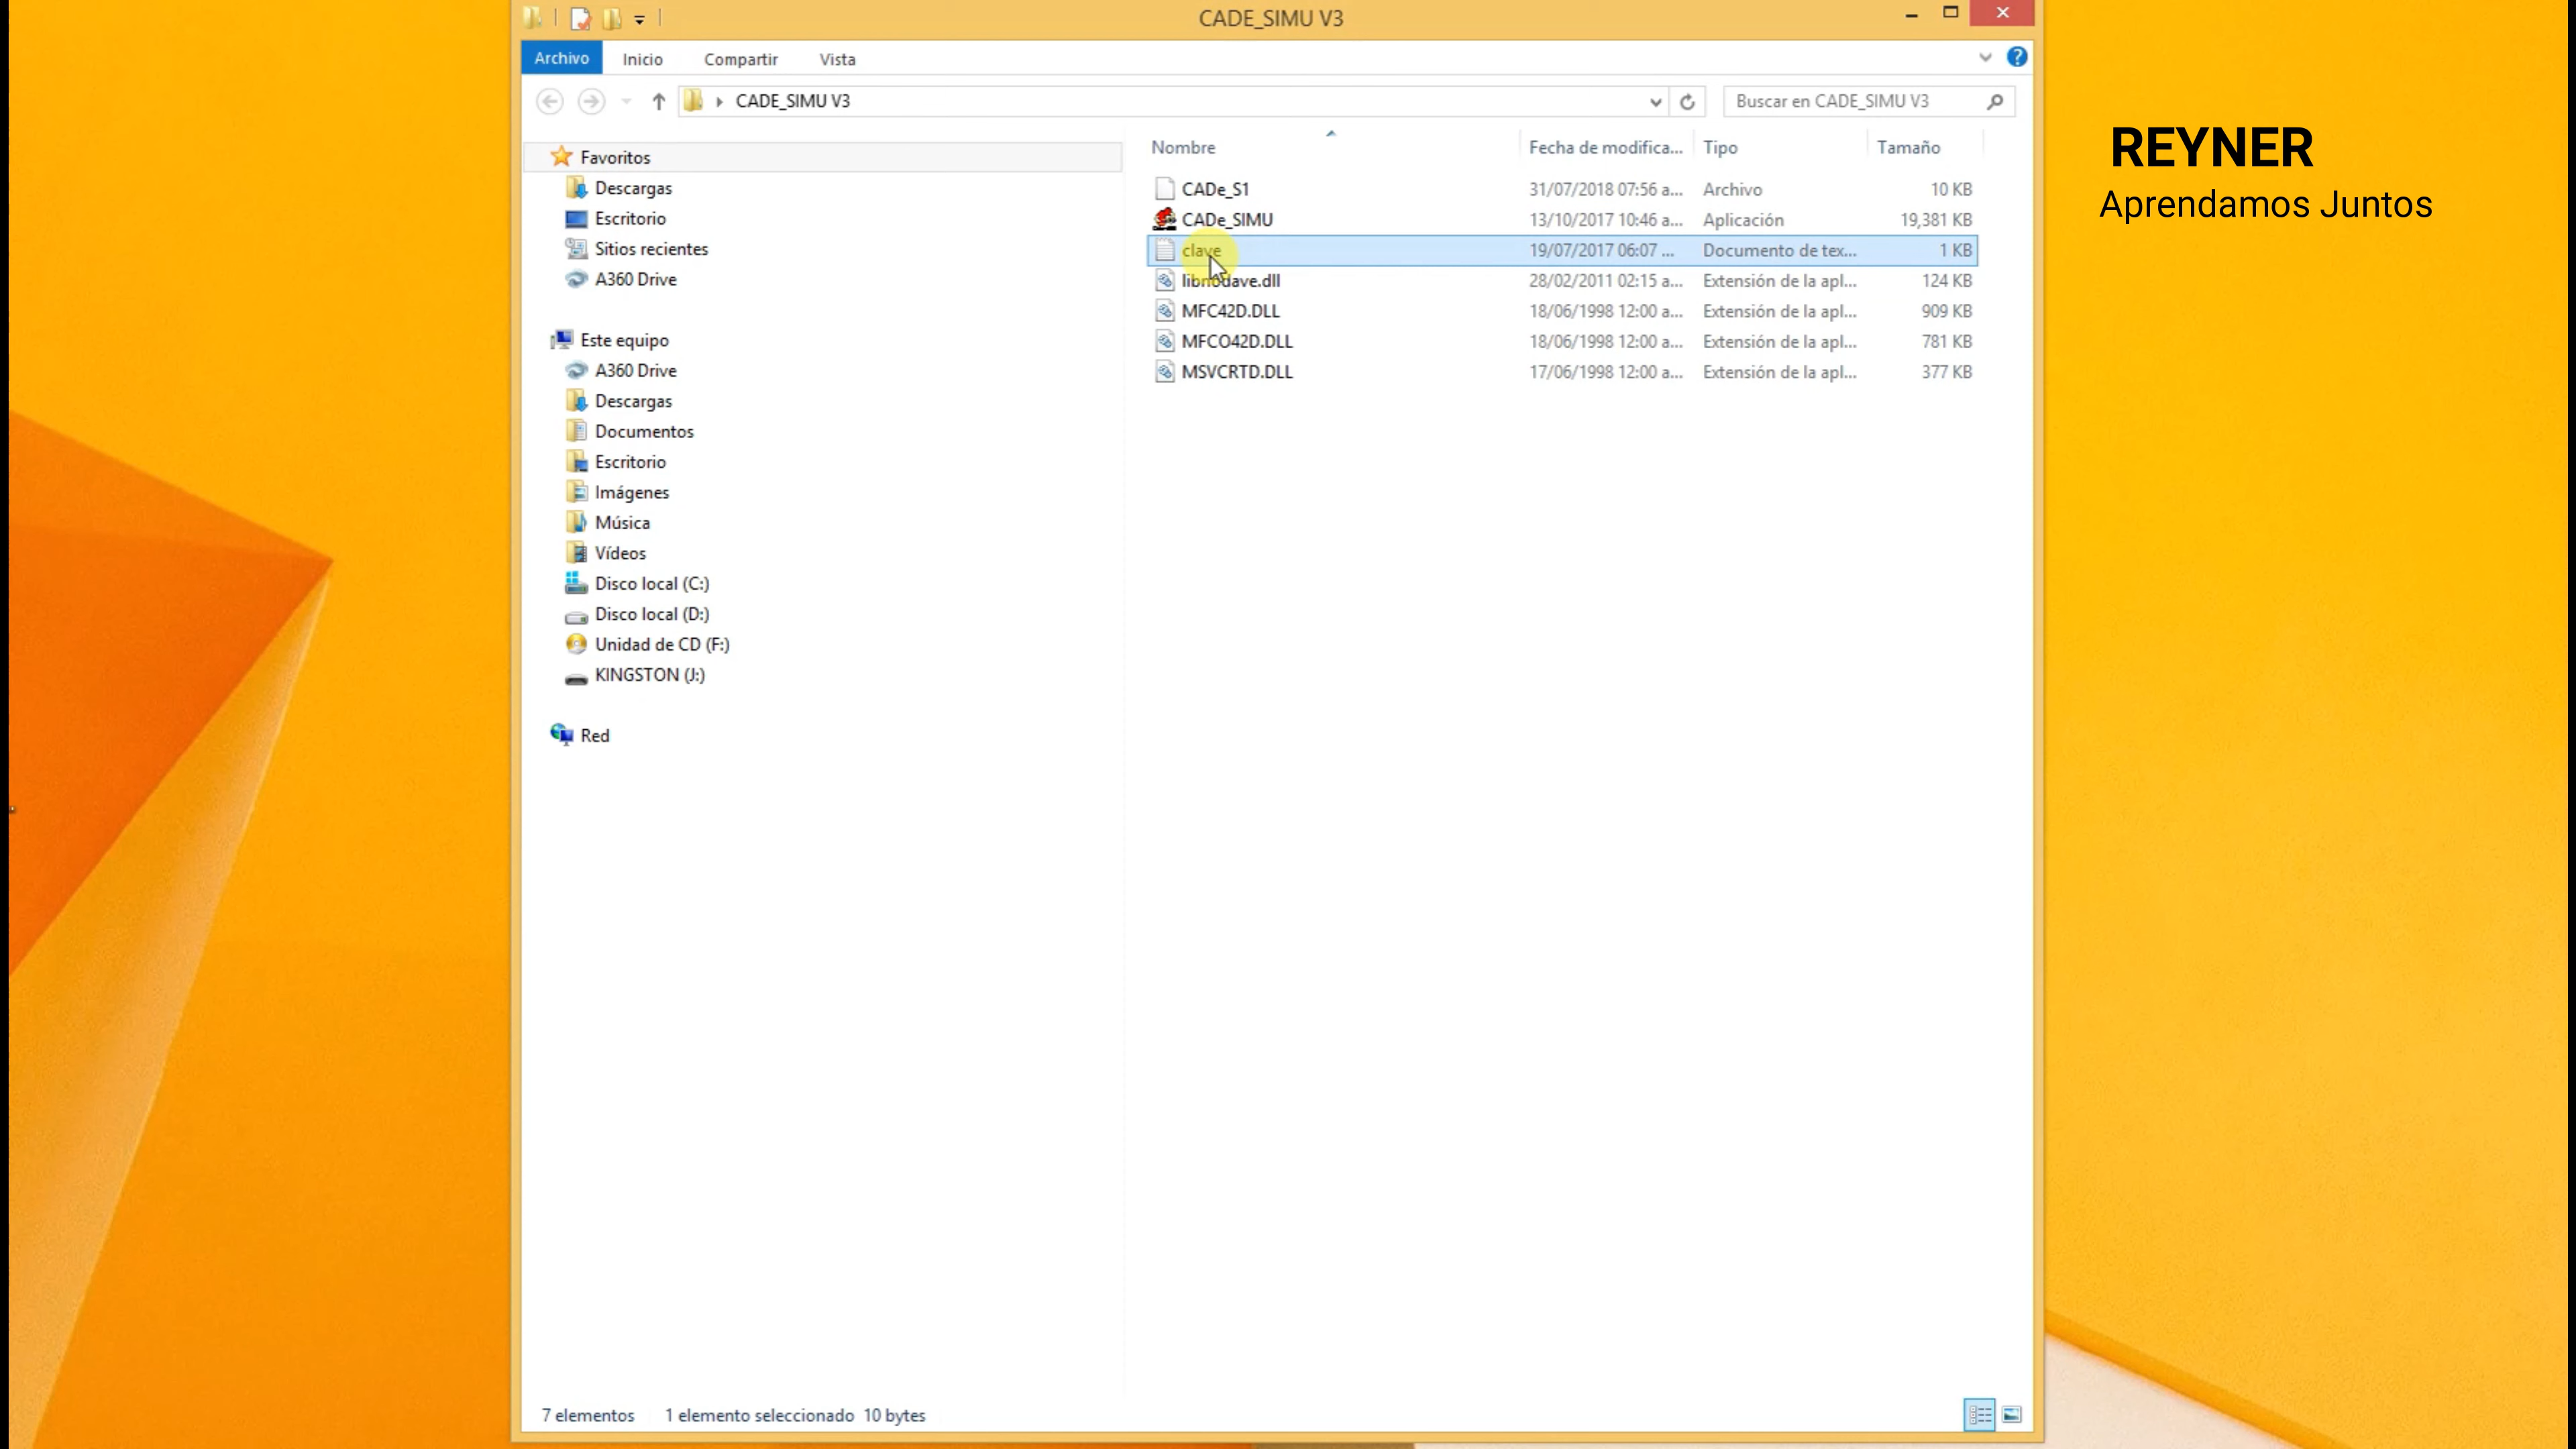 CADE_SIMU V3
Archivo Inicio Compartir Vista
CADE_SIMU V3
Buscar en CADE_SIMU V3
Favoritos
Descargas
Escritorio
Sitios recientes
A360 Drive
Este equipo
A360 Drive
Descargas
Documentos
Escritorio
Imágenes
Música
Vídeos
Disco local (C:)
Disco local (D:)
Unidad de CD (F:)
KINGSTON (J:)
Red
Nombre Fecha de modifica... Tipo Tamaño
CADe_S1 31/07/2018 07:56 a... Archivo 10 KB
CADe_SIMU 13/10/2017 10:46 a... Aplicación 19,381 KB
clave 19/07/2017 06:07 ... Documento de tex... 1 KB
libnodave.dll 28/02/2011 02:15 a... Extensión de la apl... 124 KB
MFC42D.DLL 18/06/1998 12:00 a... Extensión de la apl... 909 KB
MFCO42D.DLL 18/06/1998 12:00 a... Extensión de la apl... 781 KB
MSVCRTD.DLL 17/06/1998 12:00 a... Extensión de la apl... 377 KB
7 elementos 1 elemento seleccionado 10 bytes
REYNER
Aprendamos Juntos